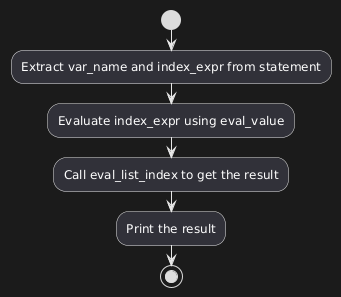 Extract var_name and index_expr from statement
Evaluate index_expr using eval_value
Call eval_list_index to get the result
Print the result